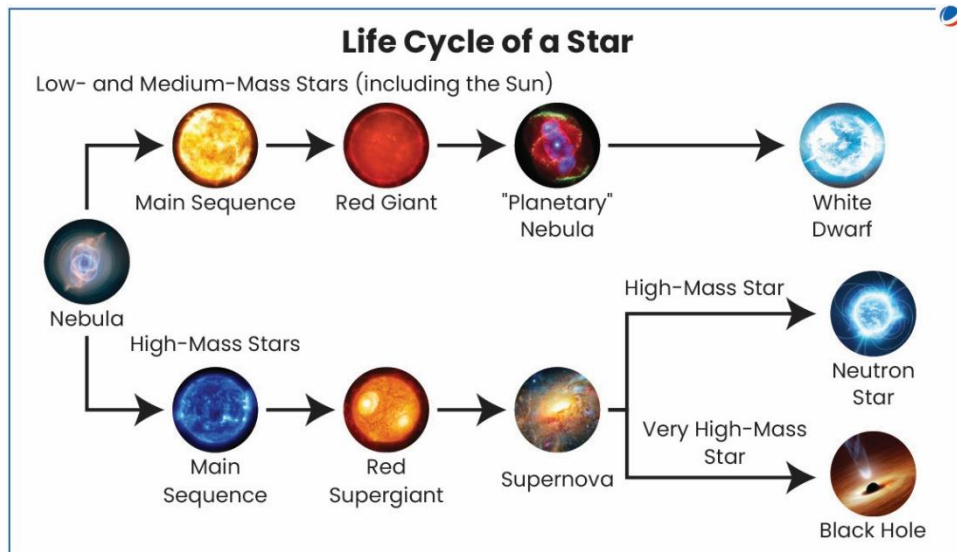 Life Cycle of a Star
Low- and Medium-Mass Stars (including the Sun)
Main Sequence
Red Giant
"Planetary"
Nebula
White
Dwarf
Nebula
High-Mass Stars
Main
Sequence
Red
Supergiant
Supernova
High-Mass Star
Neutron
Star
Very High-Mass
Star
Black Hole